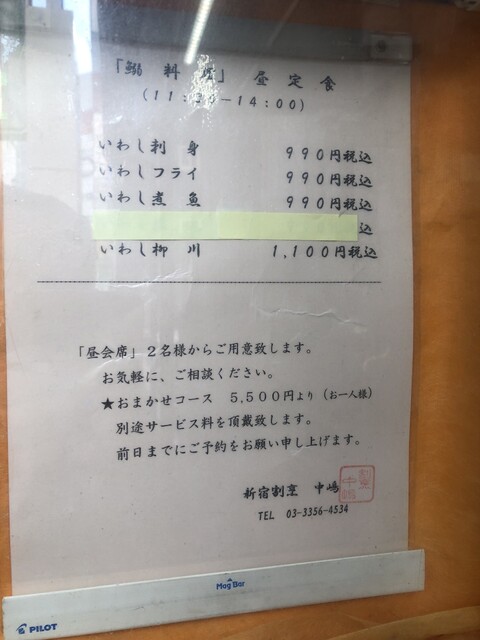 「鰯料理」昼定食
(11:30−14:00)
いわし刺 身 990円税込
いわしフライ 990円税込
いわし煮 魚 990円税込
込
いわし柳 川 1,100円税込
「昼会席」２名様からご用意致します。
お気軽に、ご相談ください。
★おまかせコース 5,500円より（お一人様）
別途サービス料を頂戴致します。
前日までにご予約をお願い申し上げます。
新宿割烹 中嶋
TEL 03-3356-4534
Mag Bar
PILOT